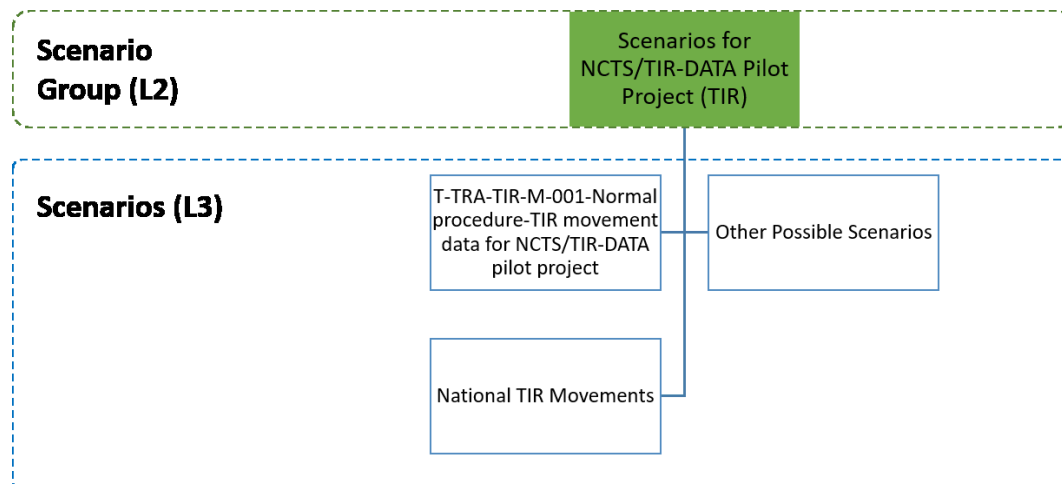 Scenario
Group (L2)
Scenarios for
NCTS/TIR-DATA Pilot
Project (TIR)
Scenarios (L3)
T-TRA-TIR-M-001-Normal
procedure-TIR movement
data for NCTS/TIR-DATA
pilot project
Other Possible Scenarios
National TIR Movements